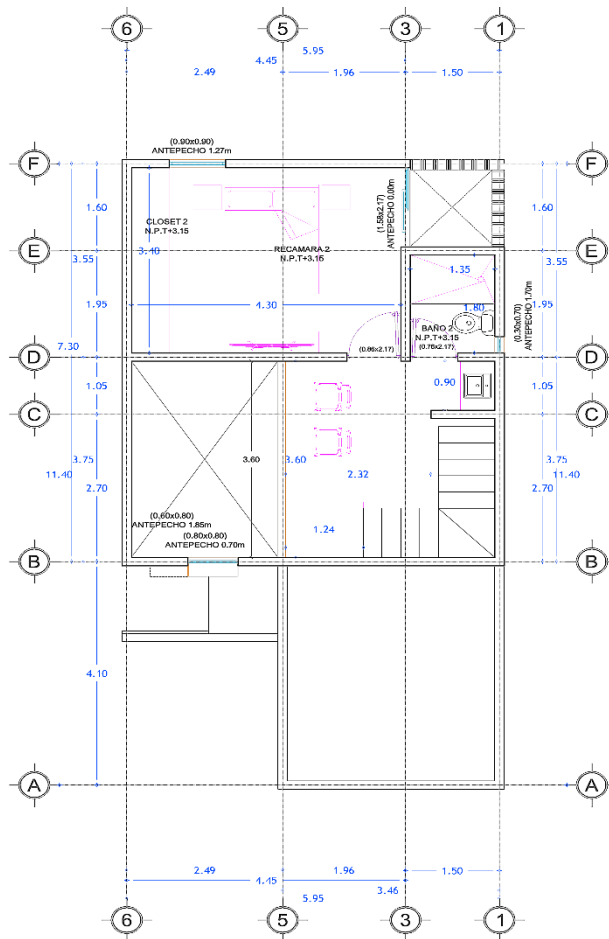 6
5
3
1
5.95
4.45
2.49
1.96
1.50
(0.90x0.90)
ANTEPECHO 1.27m
F
F
1.60
CLOSET 2
N.P.T+3.15
3.40
RECAMARA 2
N.P.T+3.15
(1.58x2.17)
ANTEPECHO 0.00m
1.60
E
E
3.55
1.35
3.55
1.95
4.30
1.80
BAÑO 2
N.P.T+3.15
(0.76x2.17)
(0.86x2.17)
(0.30x0.70)
ANTEPECHO 1.70m
1.95
7.30
D
D
1.05
0.90
1.05
C
C
3.75
11.40
2.70
3.60
3.60
2.32
3.75
11.40
2.70
(0.60x0.80)
ANTEPECHO 1.85m
(0.80x0.80)
ANTEPECHO 0.70m
1.24
B
B
4.10
A
A
2.49
1.96
1.50
4.45
3.46
5.95
6
5
3
1